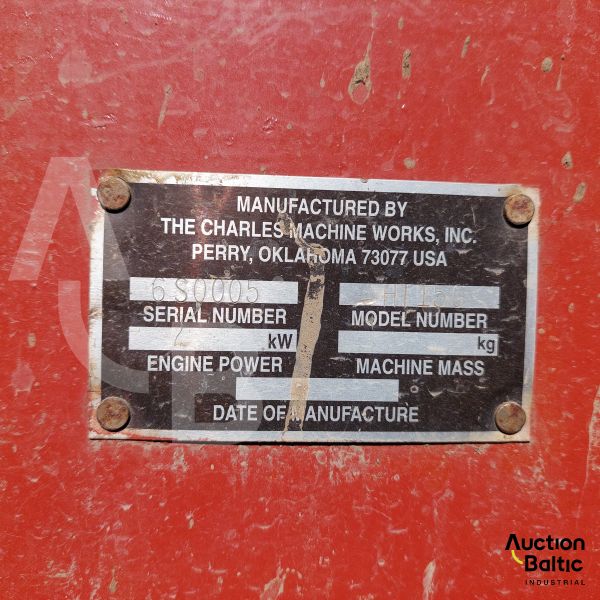 MANUFACTURED BY
THE CHARLES MACHINE WORKS, INC.
PERRY, OKLAHOMA 73077 USA
6S0005
SERIAL NUMBER
MODEL NUMBER
kW
kg
ENGINE POWER
MACHINE MASS
DATE OF MANUFACTURE
Auction
Baltic
INDUSTRIAL